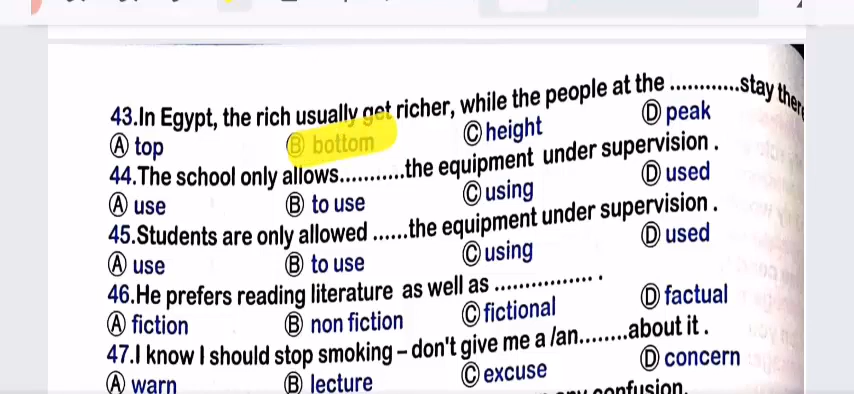 43.In Egypt, the rich usually get richer, while the people at the ............stay there
Ⓐ top Ⓑ bottom Ⓒ height Ⓓ peak
44.The school only allows...........the equipment under supervision .
Ⓐ use Ⓑ to use Ⓒ using Ⓓ used
45.Students are only allowed ......the equipment under supervision .
Ⓐ use Ⓑ to use Ⓒ using Ⓓ used
46.He prefers reading literature as well as ................ .
Ⓐ fiction Ⓑ non fiction Ⓒ fictional Ⓓ factual
47.I know I should stop smoking – don't give me a /an........about it .
Ⓐ warn Ⓑ lecture Ⓒ excuse Ⓓ concern
any confusion.